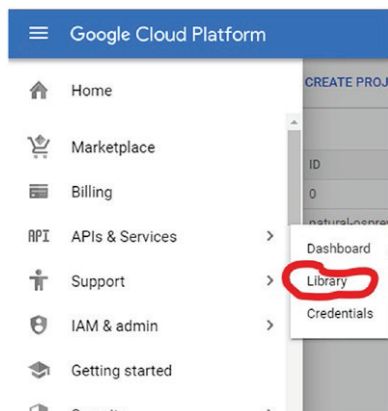 Google Cloud Platform
Home
CREATE PROJ
Marketplace
ID
Billing
0
natural-osprey
API APIs & Services
Dashboard
Support
Library
Credentials
IAM & admin
Getting started